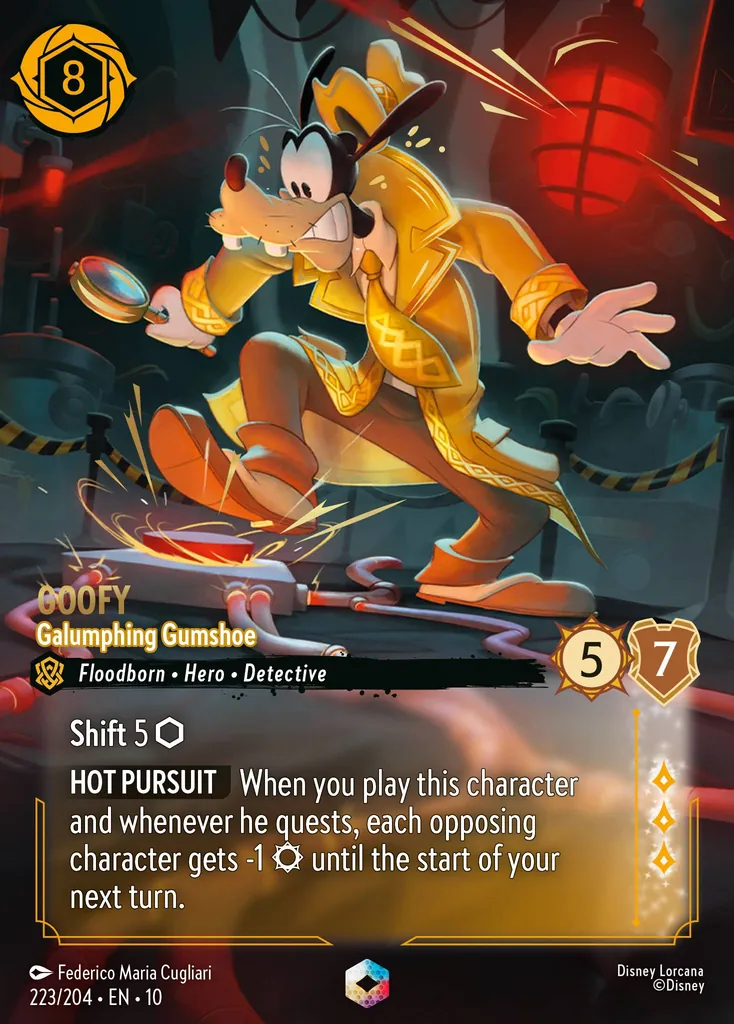 8
GOOFY
Galumphing Gumshoe
Floodborn • Hero • Detective
5
7
Shift 5
HOT PURSUIT When you play this character
and whenever he quests, each opposing
character gets -1 until the start of your
next turn.
Federico Maria Cugliari
Disney Lorcana
223/204 • EN • 10
©Disney